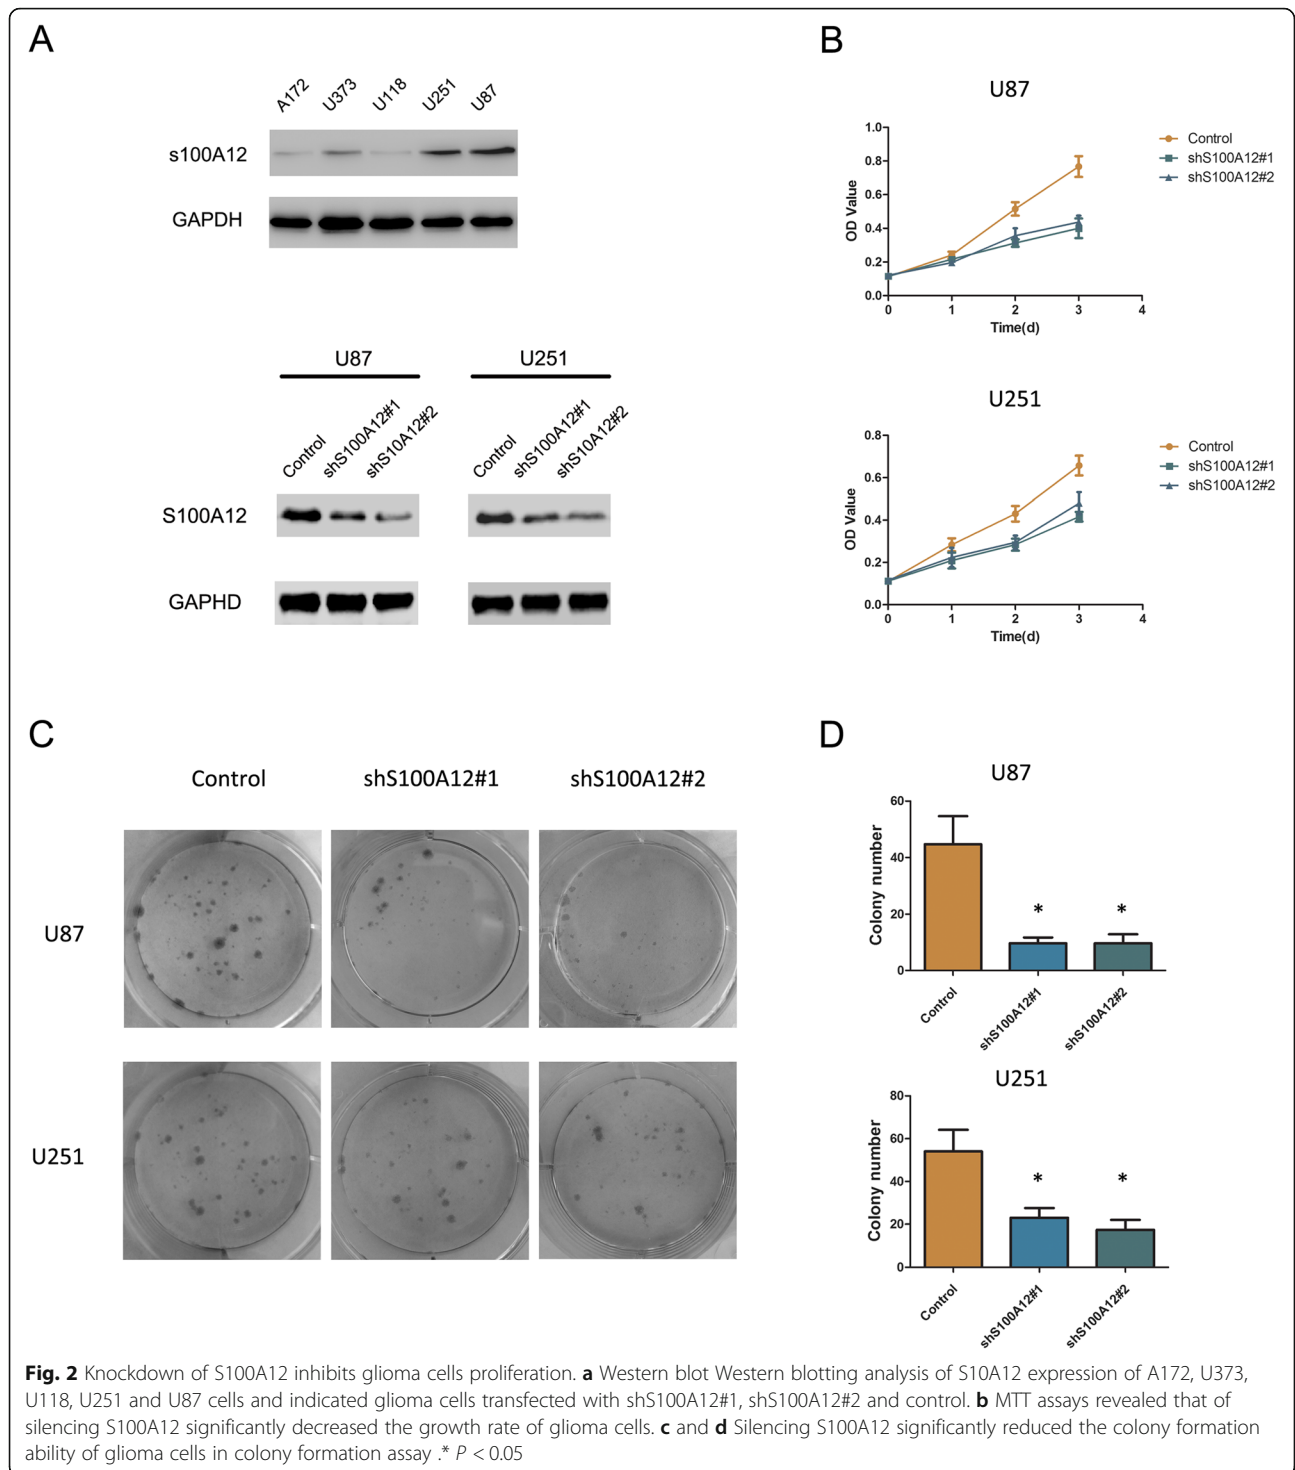 A
A172 U373 U118 U251 U87
s100A12
GAPDH
U87 U251
Control shS100A12#1 shS10A12#2 Control shS100A12#1 shS10A12#2
S100A12
GAPHD
B
U87
1.0
0.8
0.6
0.4
0.2
0.0
OD Value
0 1 2 3 4
Time(d)
Control
shS100A12#1
shS100A12#2
U251
0.8
0.6
0.4
0.2
0.0
OD Value
0 1 2 3 4
Time(d)
Control
shS100A12#1
shS100A12#2
C
Control shS100A12#1 shS100A12#2
U87
U251
D
U87
60
40
20
0
Colony number
* *
Control shS100A12#1 shS100A12#2
U251
80
60
40
20
0
Colony number
* *
Control shS100A12#1 shS100A12#2
Fig. 2 Knockdown of S100A12 inhibits glioma cells proliferation. a Western blot Western blotting analysis of S10A12 expression of A172, U373,
U118, U251 and U87 cells and indicated glioma cells transfected with shS100A12#1, shS100A12#2 and control. b MTT assays revealed that of
silencing S100A12 significantly decreased the growth rate of glioma cells. c and d Silencing S100A12 significantly reduced the colony formation
ability of glioma cells in colony formation assay .* P < 0.05